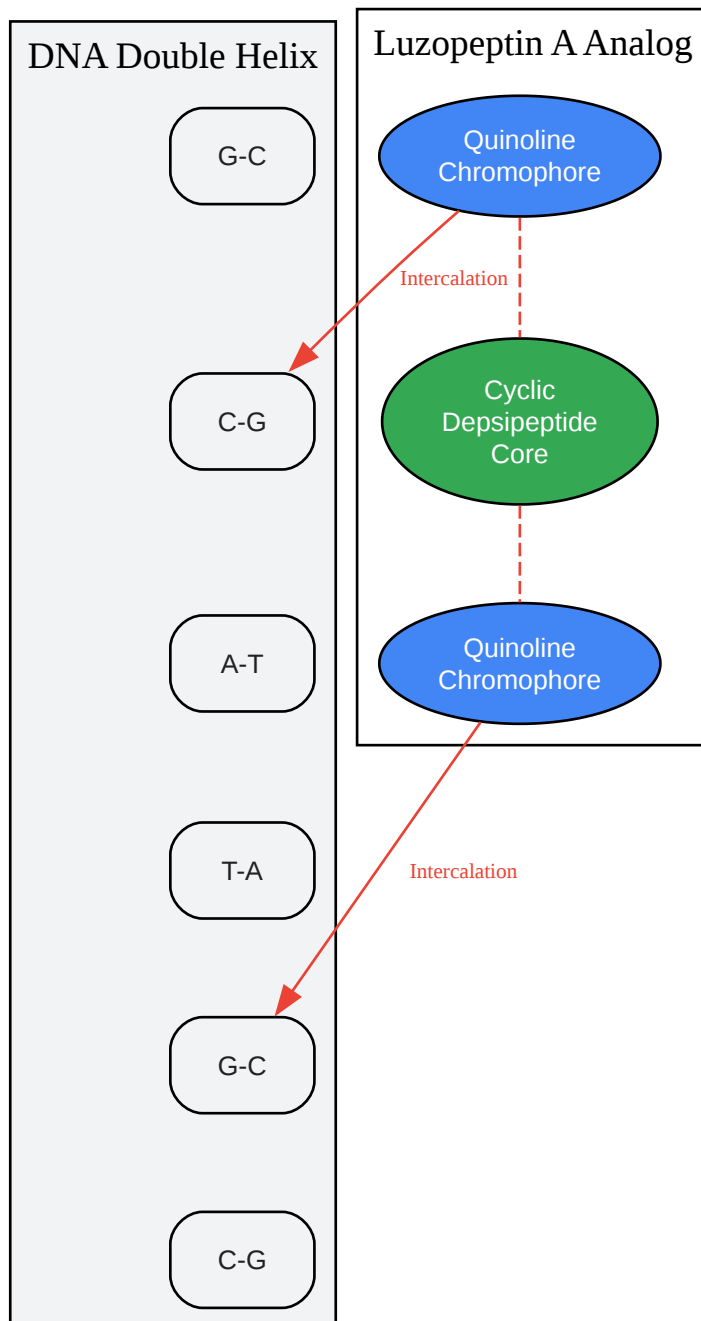 DNA Double Helix
G-C
C-G
A-T
T-A
G-C
C-G
Luzopeptin A Analog
Quinoline
Chromophore
Intercalation
Cyclic
Depsipeptide
Core
Quinoline
Chromophore
Intercalation